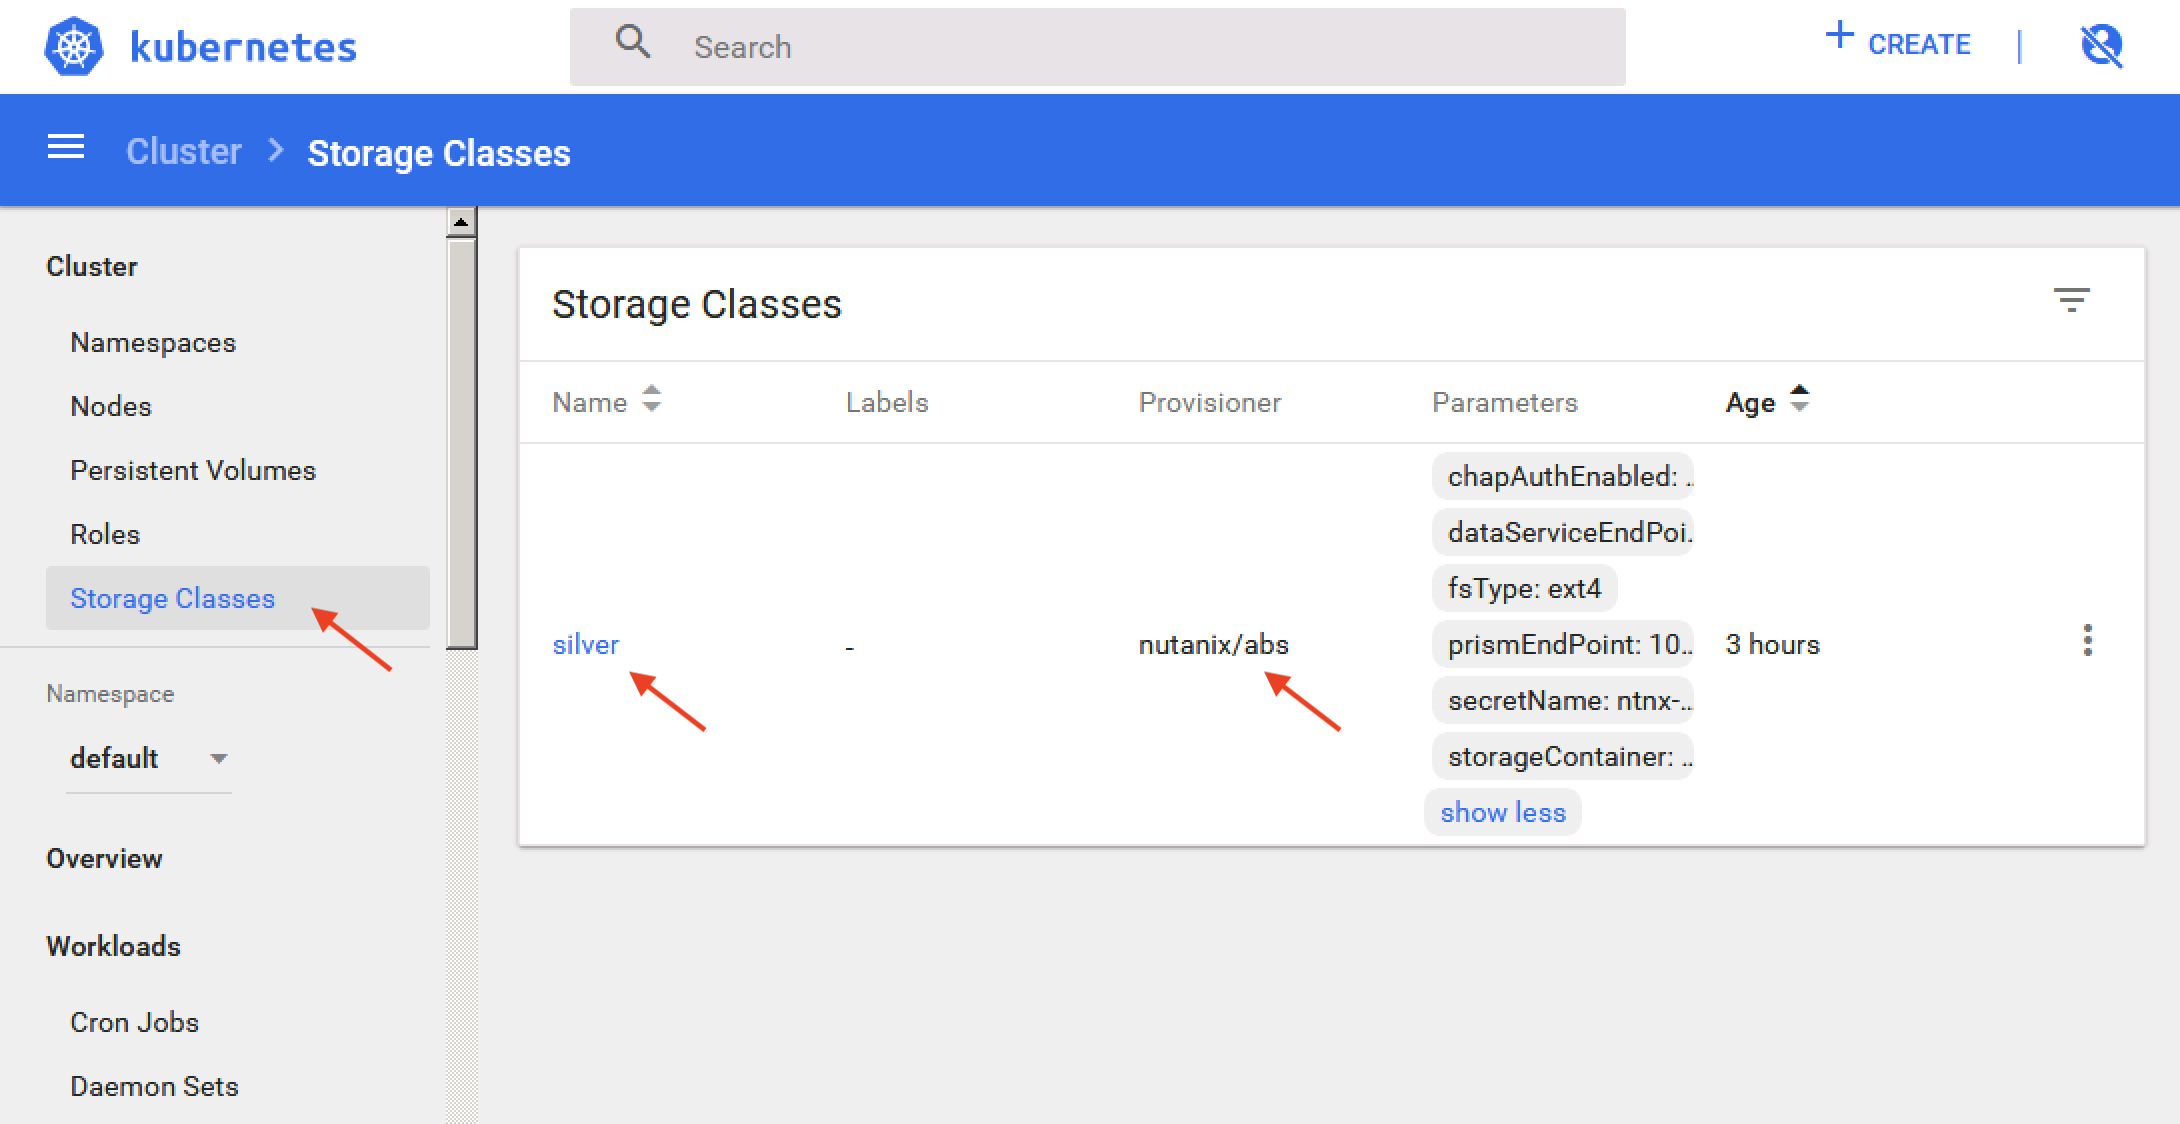 kubernetes
Search
CREATE
Cluster
Storage Classes
Cluster
Namespaces
Nodes
Persistent Volumes
Roles
Storage Classes
Namespace
default
Overview
Workloads
Cron Jobs
Daemon Sets
Storage Classes
Name Labels Provisioner Parameters Age
silver - nutanix/abs 3 hours
chapAuthEnabled: ..
dataServiceEndPoi.
fsType: ext4
prismEndPoint: 10..
secretName: ntnx-..
storageContainer: ..
show less